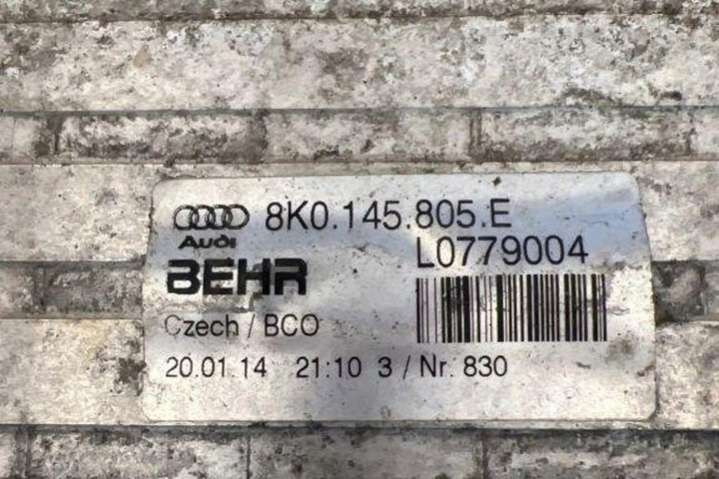 8K0.145.805.E
Audi
L0779004
BEHR
Czech / BCO
20.01.14 21:10 3 / Nr. 830